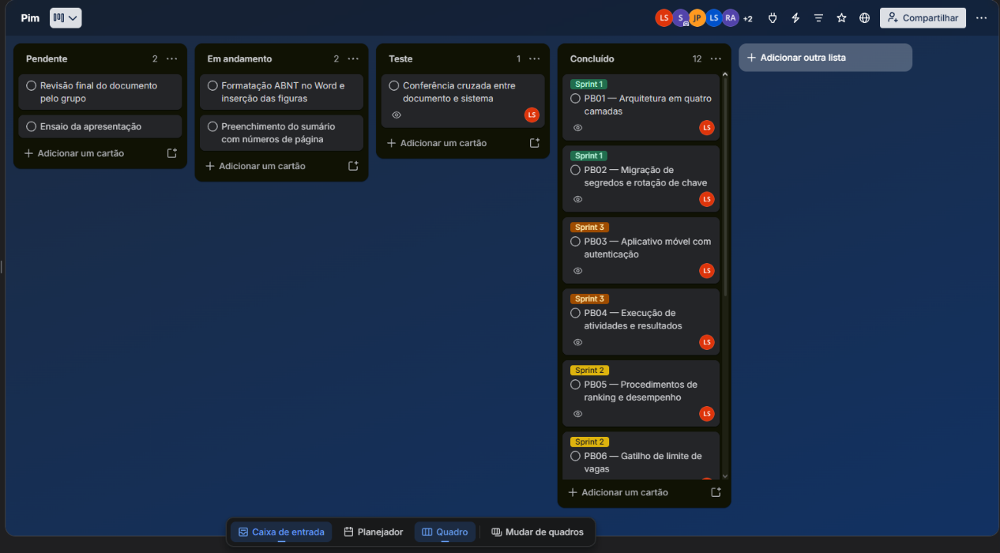 Pim
LS S JP LS RA +2
Compartilhar
Pendente 2
Revisão final do documento
pelo grupo
Ensaio da apresentação
Adicionar um cartão
Em andamento 2
Formatação ABNT no Word e
inserção das figuras
Preenchimento do sumário
com números de página
Adicionar um cartão
Teste 1
Conferência cruzada entre
documento e sistema
LS
Adicionar um cartão
Concluído 12
Sprint 1
PB01 — Arquitetura em quatro
camadas
LS
Sprint 1
PB02 — Migração de
segredos e rotação de chave
LS
Sprint 3
PB03 — Aplicativo móvel com
autenticação
LS
Sprint 3
PB04 — Execução de
atividades e resultados
LS
Sprint 2
PB05 — Procedimentos de
ranking e desempenho
LS
Sprint 2
PB06 — Gatilho de limite de
vagas
Adicionar um cartão
Adicionar outra lista
Caixa de entrada
Planejador
Quadro
Mudar de quadros